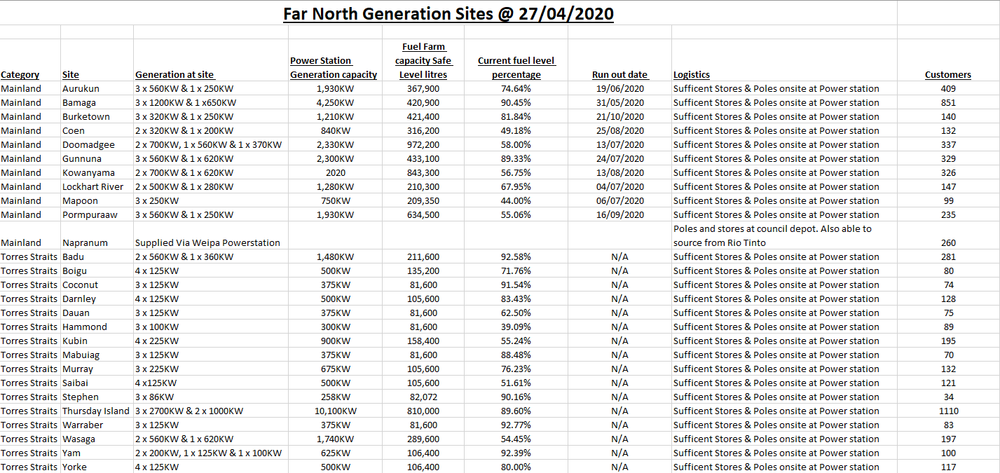 Far North Generation Sites @ 27/04/2020
Category Site Generation at site Power Station Generation capacity Fuel Farm capacity Safe Level litres Current fuel level percentage Run out date Logistics Customers
Mainland Aurukun 3 x 560KW & 1 x 250KW 1,930KW 367,900 74.64% 19/06/2020 Sufficent Stores & Poles onsite at Power station 409
Mainland Bamaga 3 x 1200KW & 1 x650KW 4,250KW 420,900 90.45% 31/05/2020 Sufficent Stores & Poles onsite at Power station 851
Mainland Burketown 3 x 320KW & 1 x 250KW 1,210KW 421,400 81.84% 21/10/2020 Sufficent Stores & Poles onsite at Power station 140
Mainland Coen 2 x 320KW & 1 x 200KW 840KW 316,200 49.18% 25/08/2020 Sufficent Stores & Poles onsite at Power station 132
Mainland Doomadgee 2 x 700KW, 1 x 560KW & 1 x 370KW 2,330KW 972,200 58.00% 13/07/2020 Sufficent Stores & Poles onsite at Power station 337
Mainland Gunnuna 3 x 560KW & 1 x 620KW 2,300KW 433,100 89.33% 24/07/2020 Sufficent Stores & Poles onsite at Power station 329
Mainland Kowanyama 2 x 700KW & 1 x 620KW 2020 843,300 56.75% 13/08/2020 Sufficent Stores & Poles onsite at Power station 326
Mainland Lockhart River 2 x 500KW & 1 x 280KW 1,280KW 210,300 67.95% 04/07/2020 Sufficent Stores & Poles onsite at Power station 147
Mainland Mapoon 3 x 250KW 750KW 209,350 44.00% 06/07/2020 Sufficent Stores & Poles onsite at Power station 99
Mainland Pormpuraaw 3 x 560KW & 1 x 250KW 1,930KW 634,500 55.06% 16/09/2020 Sufficent Stores & Poles onsite at Power station 235
Mainland Napranum Supplied Via Weipa Powerstation Poles and stores at council depot. Also able to source from Rio Tinto 260
Torres Straits Badu 2 x 560KW & 1 x 360KW 1,480KW 211,600 92.58% N/A Sufficent Stores & Poles onsite at Power station 281
Torres Straits Boigu 4 x 125KW 500KW 135,200 71.76% N/A Sufficent Stores & Poles onsite at Power station 80
Torres Straits Coconut 3 x 125KW 375KW 81,600 91.54% N/A Sufficent Stores & Poles onsite at Power station 74
Torres Straits Darnley 4 x 125KW 500KW 105,600 83.43% N/A Sufficent Stores & Poles onsite at Power station 128
Torres Straits Dauan 3 x 125KW 375KW 81,600 62.50% N/A Sufficent Stores & Poles onsite at Power station 75
Torres Straits Hammond 3 x 100KW 300KW 81,600 39.09% N/A Sufficent Stores & Poles onsite at Power station 89
Torres Straits Kubin 4 x 225KW 900KW 158,400 55.24% N/A Sufficent Stores & Poles onsite at Power station 195
Torres Straits Mabuiag 3 x 125KW 375KW 81,600 88.48% N/A Sufficent Stores & Poles onsite at Power station 70
Torres Straits Murray 3 x 225KW 675KW 105,600 76.23% N/A Sufficent Stores & Poles onsite at Power station 132
Torres Straits Saibai 4 x125KW 500KW 105,600 51.61% N/A Sufficent Stores & Poles onsite at Power station 121
Torres Straits Stephen 3 x 86KW 258KW 82,072 90.16% N/A Sufficent Stores & Poles onsite at Power station 34
Torres Straits Thursday Island 3 x 2700KW & 2 x 1000KW 10,100KW 810,000 89.60% N/A Sufficent Stores & Poles onsite at Power station 1110
Torres Straits Warraber 3 x 125KW 375KW 81,600 92.77% N/A Sufficent Stores & Poles onsite at Power station 83
Torres Straits Wasaga 2 x 560KW & 1 x 620KW 1,740KW 289,600 54.45% N/A Sufficent Stores & Poles onsite at Power station 197
Torres Straits Yam 2 x 200KW, 1 x 125KW & 1 x 100KW 625KW 106,400 92.39% N/A Sufficent Stores & Poles onsite at Power station 100
Torres Straits Yorke 4 x 125KW 500KW 106,400 80.00% N/A Sufficent Stores & Poles onsite at Power station 117